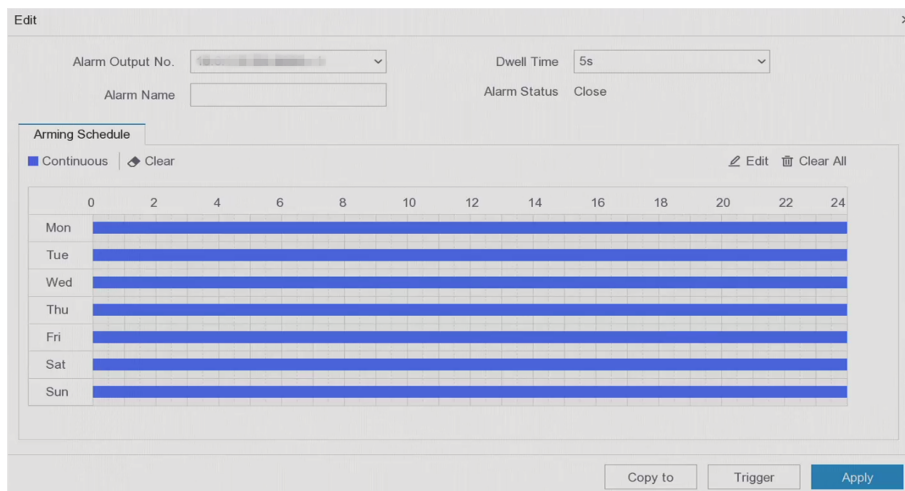 Edit
Alarm Output No.
Dwell Time 5s
Alarm Name
Alarm Status Close
Arming Schedule
Continuous Clear Edit Clear All
0 2 4 6 8 10 12 14 16 18 20 22 24
Mon
Tue
Wed
Thu
Fri
Sat
Sun
Copy to Trigger Apply